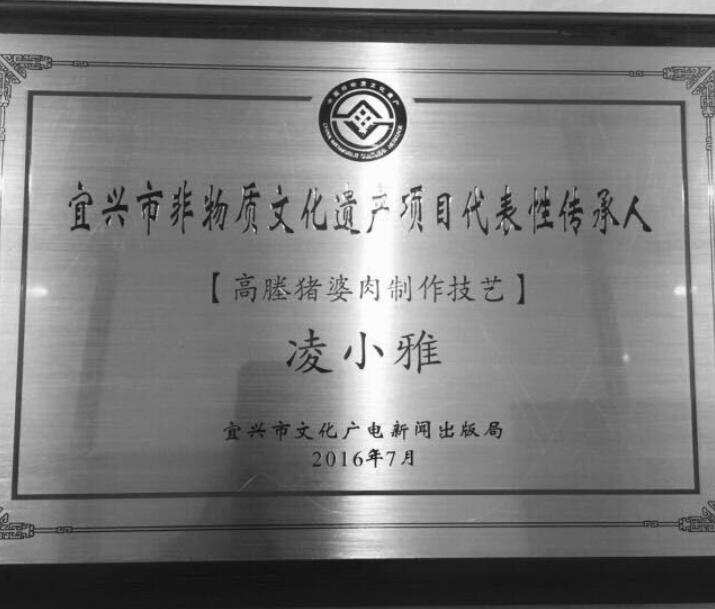 宜兴市非物质文化遗产项目代表性传承人
【高塍猪婆肉制作技艺】
凌小雅
宜兴市文化广电新闻出版局
2016年7月